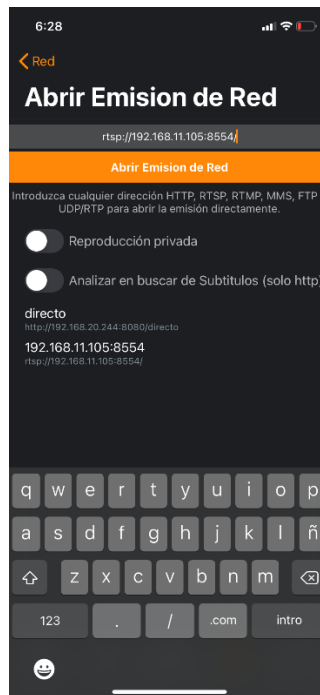 6:28
Red
Abrir Emision de Red
rtsp://192.168.11.105:8554/
Abrir Emision de Red
Introduzca cualquier dirección HTTP, RTSP, RTMP, MMS, FTP
UDP/RTP para abrir la emisión directamente.
Reproducción privada
Analizar en buscar de Subtitulos (solo http)
directo
http://192.168.20.244:8080/directo
192.168.11.105:8554
rtsp://192.168.11.105:8554/
q w e r t y u i o p
a s d f g h j k l ñ
z x c v b n m
123 . / .com intro